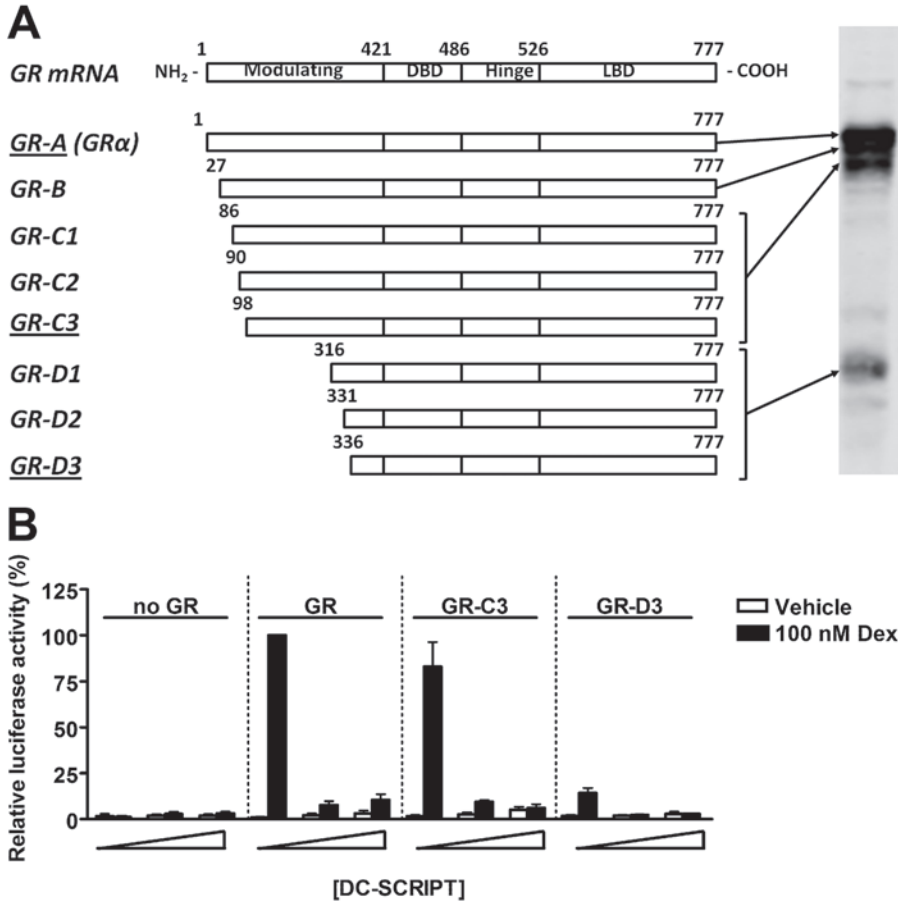 A
1 421 486 526 777
GR mRNA NH2 - Modulating DBD Hinge LBD - COOH
1 777
GR-A (GRα)
27 777
GR-B
86 777
GR-C1
90 777
GR-C2
98 777
GR-C3
316 777
GR-D1
331 777
GR-D2
336 777
GR-D3
B
Relative luciferase activity (%)
125
100
75
50
25
0
no GR GR GR-C3 GR-D3
Vehicle
100 nM Dex
[DC-SCRIPT]